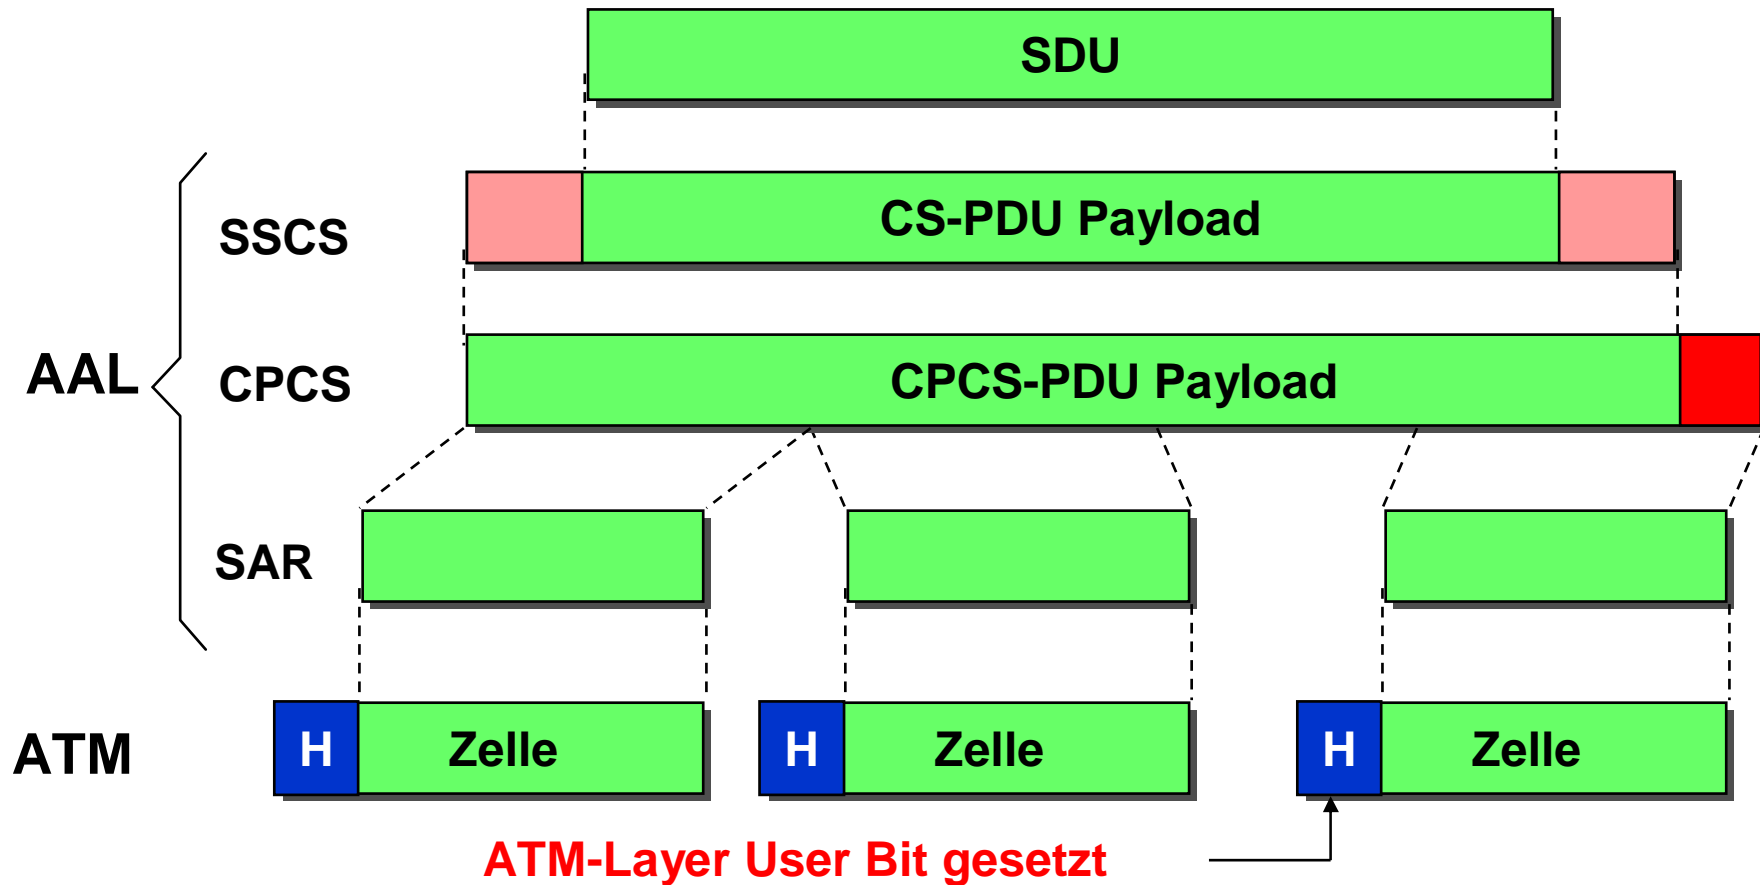 SDU
SSCS
CS-PDU Payload
AAL
CPCS
CPCS-PDU Payload
SAR
ATM
H
Zelle
H
Zelle
H
Zelle
ATM-Layer User Bit gesetzt